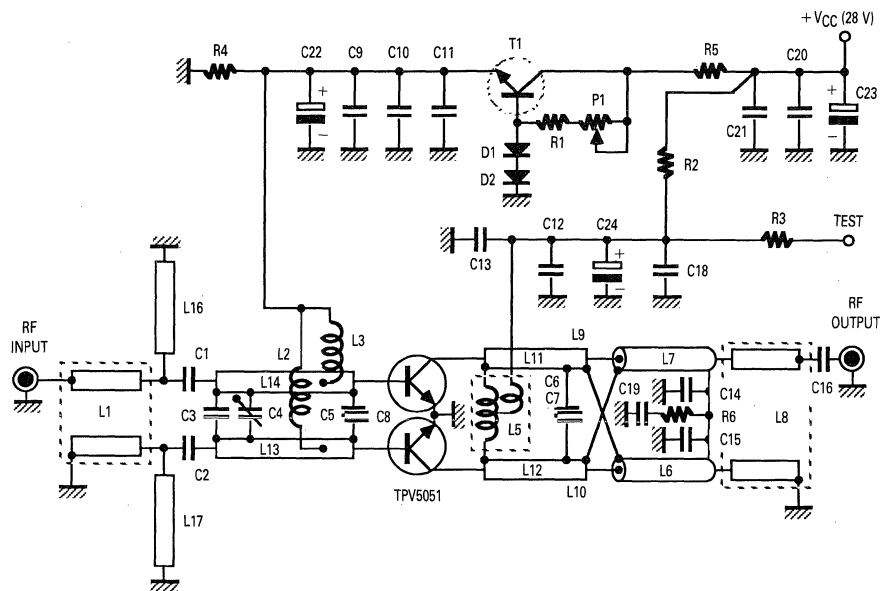 + VCC (28 V)
R4
C22
C9
C10
C11
T1
R5
C20
C23
+
−
P1
R1
C21
+
−
D1
D2
R2
R3
TEST
C12
C24
C13
+
−
C18
L16
RF
INPUT
C1
L2
L3
L9
L11
L7
RF
OUTPUT
L14
L1
C3
C4
C5
C8
C6
C7
C19
C14
C16
R6
L8
L5
C15
L13
C2
L12
L10
L6
TPV5051
L17